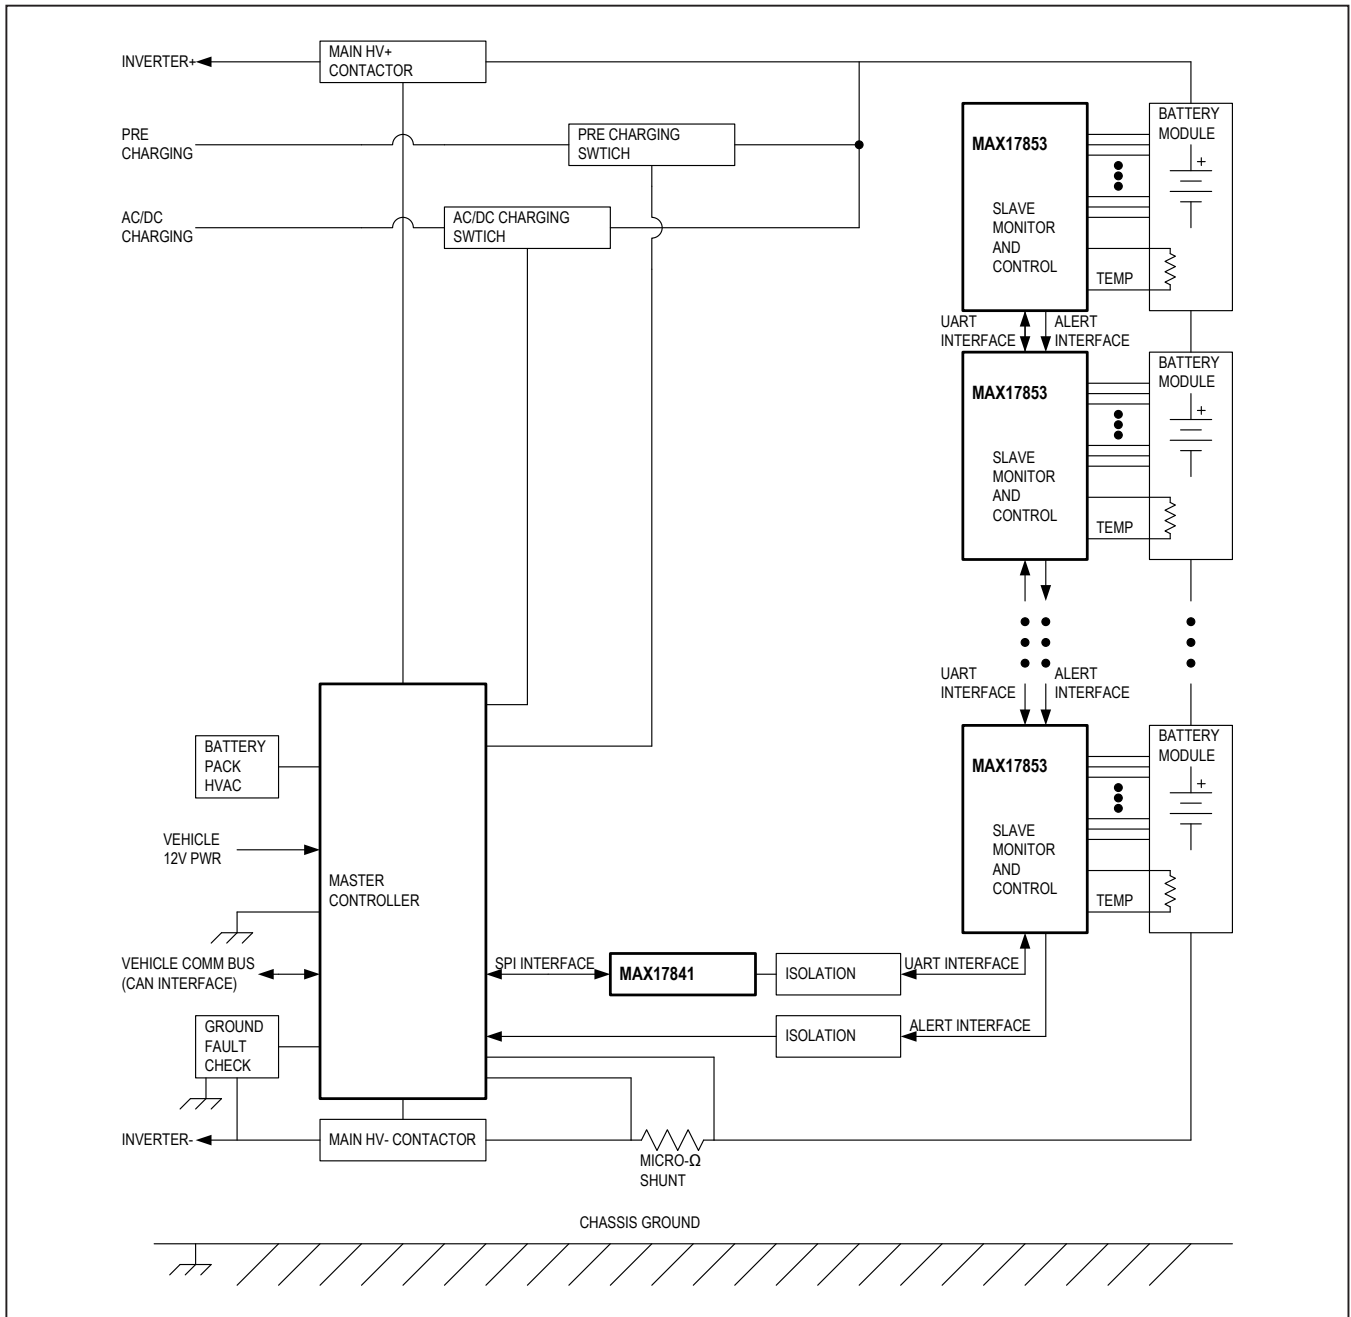 MAIN HV+
CONTACTOR
INVERTER+
PRE
CHARGING
PRE CHARGING
SWTICH
AC/DC
CHARGING
AC/DC CHARGING
SWTICH
MAX17853
SLAVE
MONITOR
AND
CONTROL
BATTERY
MODULE
+
TEMP
UART
INTERFACE
ALERT
INTERFACE
MAX17853
SLAVE
MONITOR
AND
CONTROL
BATTERY
MODULE
+
TEMP
UART
INTERFACE
ALERT
INTERFACE
MAX17853
SLAVE
MONITOR
AND
CONTROL
BATTERY
MODULE
+
TEMP
BATTERY
PACK
HVAC
VEHICLE
12V PWR
MASTER
CONTROLLER
VEHICLE COMM BUS
(CAN INTERFACE)
SPI INTERFACE
MAX17841
ISOLATION
UART INTERFACE
GROUND
FAULT
CHECK
ISOLATION
ALERT INTERFACE
INVERTER-
MAIN HV- CONTACTOR
MICRO-Ω
SHUNT
CHASSIS GROUND